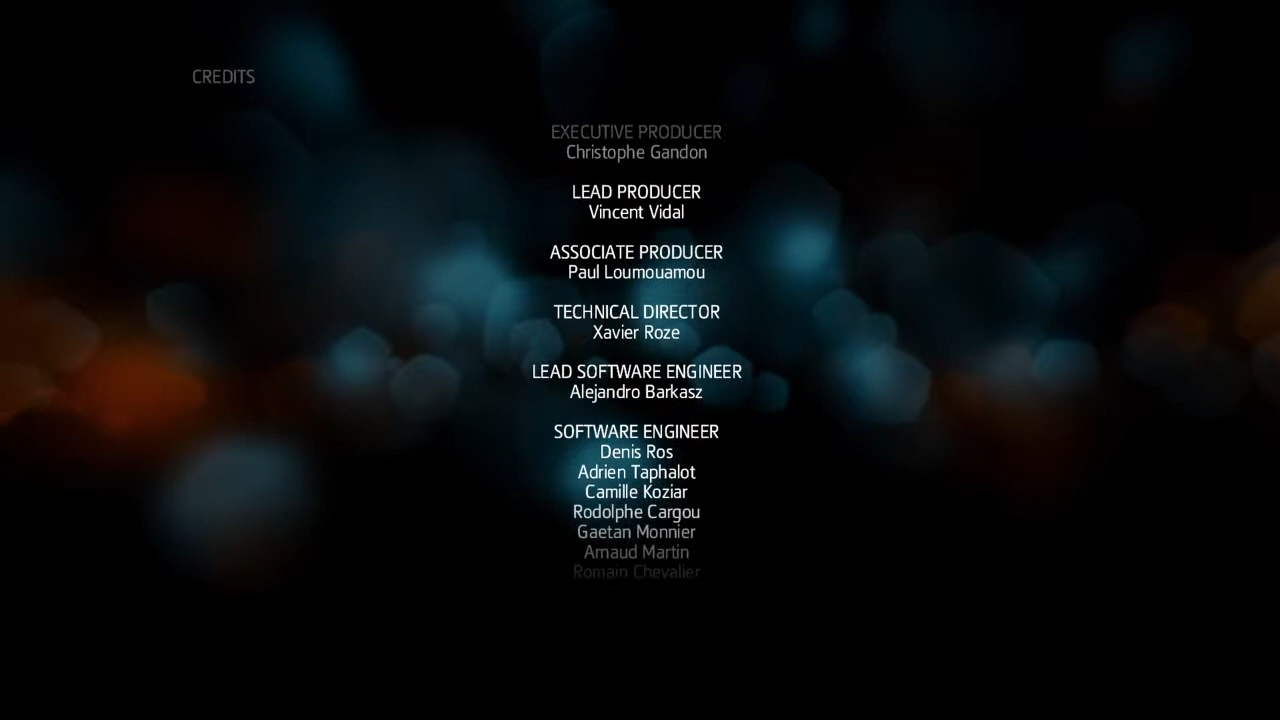 CREDITS
EXECUTIVE PRODUCER
Christophe Gandon
LEAD PRODUCER
Vincent Vidal
ASSOCIATE PRODUCER
Paul Loumouamou
TECHNICAL DIRECTOR
Xavier Roze
LEAD SOFTWARE ENGINEER
Alejandro Barkasz
SOFTWARE ENGINEER
Denis Ros
Adrien Taphalot
Camille Koziar
Rodolphe Cargou
Gaetan Monnier
Arnaud Martin
Romain Chevalier